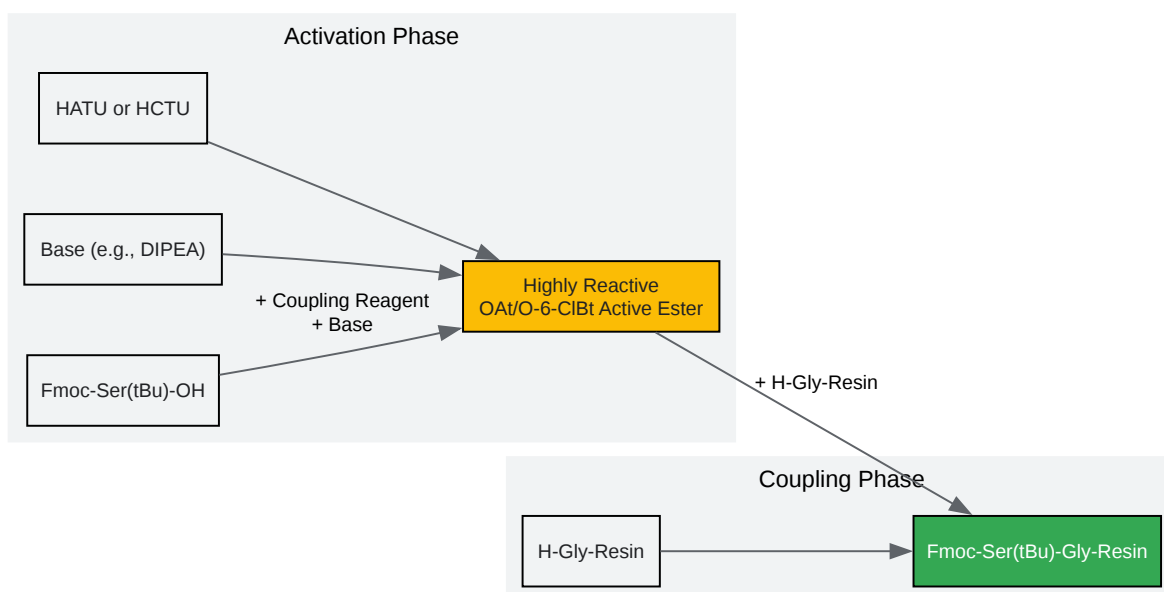 Activation Phase
HATU or HCTU
Base (e.g., DIPEA)
Highly Reactive
OAt/O-6-ClBt Active Ester
+ Coupling Reagent
+ Base
Fmoc-Ser(tBu)-OH
+ H-Gly-Resin
Coupling Phase
H-Gly-Resin
Fmoc-Ser(tBu)-Gly-Resin